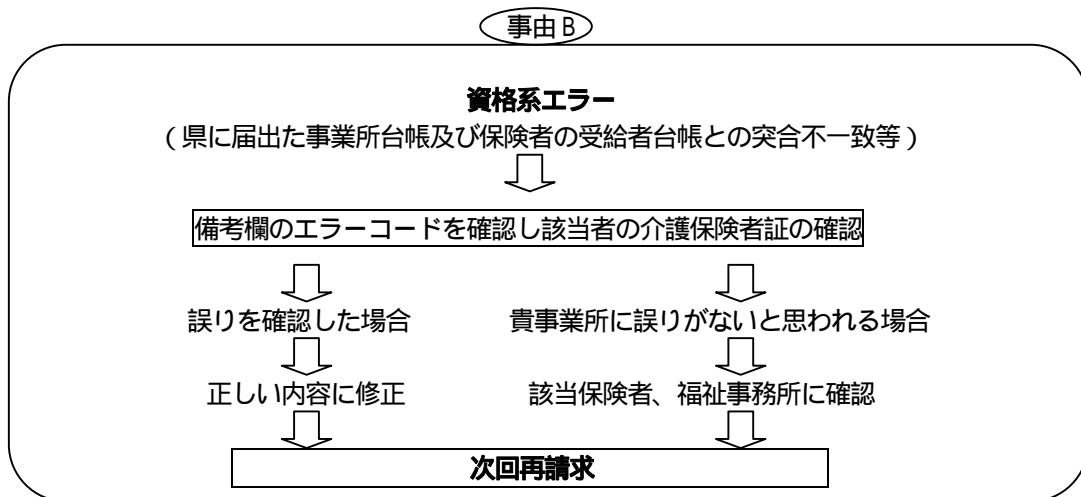 事由B
資格系エラー
（県に届出た事業所台帳及び保険者の受給者台帳との突合不一致等）
備考欄のエラーコードを確認し該当者の介護保険者証の確認
誤りを確認した場合
貴事業所に誤りがないと思われる場合
正しい内容に修正
該当保険者、福祉事務所に確認
次回再請求